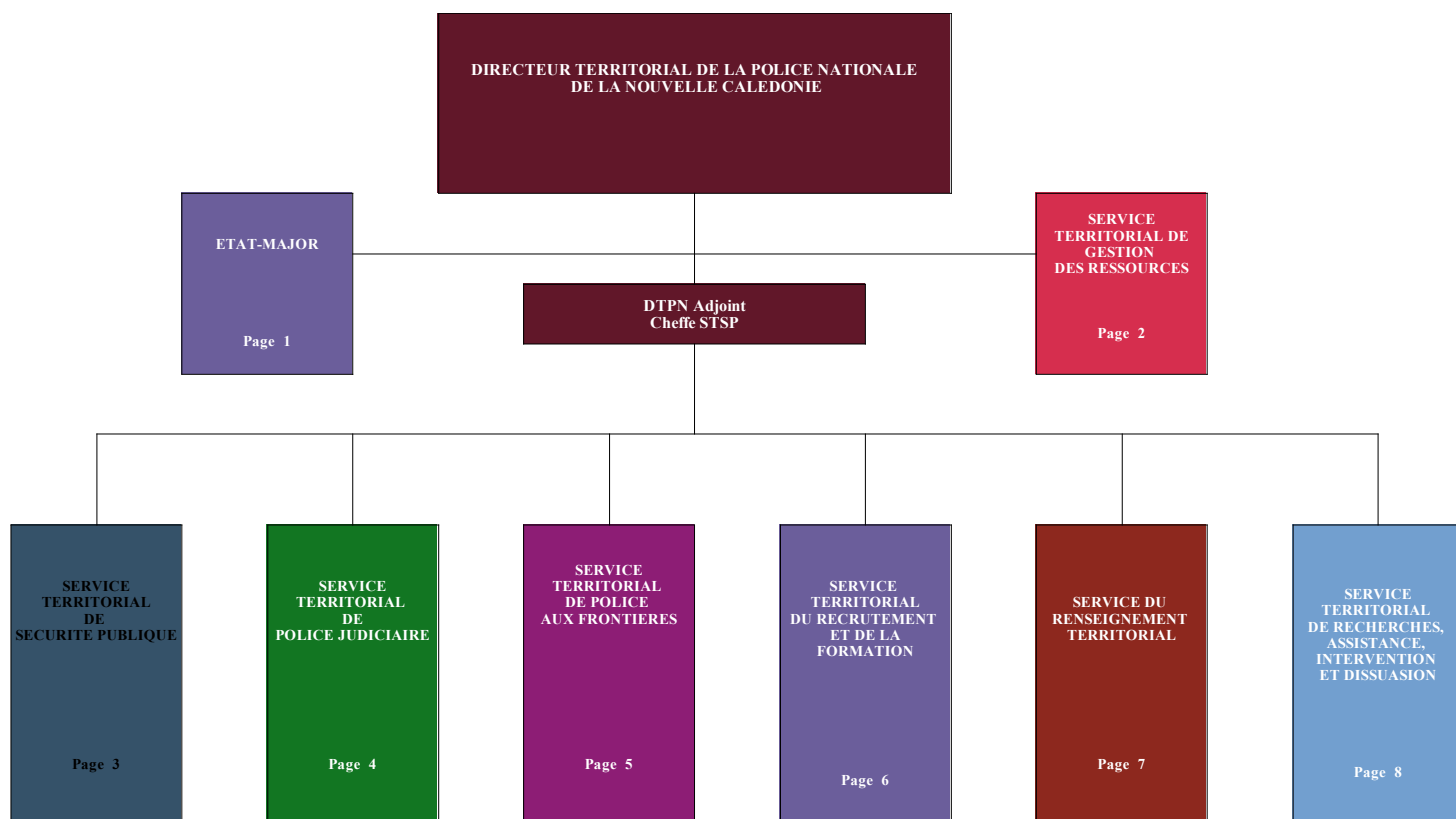 DIRECTEUR TERRITORIAL DE LA POLICE NATIONALE
DE LA NOUVELLE CALEDONIE
ETAT-MAJOR
Page 1
SERVICE
TERRITORIAL DE
GESTION
DES RESSOURCES
Page 2
DTPN Adjoint
Cheffe STSP
SERVICE
TERRITORIAL
DE
SECURITE PUBLIQUE
Page 3
SERVICE
TERRITORIAL
DE
POLICE JUDICIAIRE
Page 4
SERVICE
TERRITORIAL
DE POLICE
AUX FRONTIERES
Page 5
SERVICE
TERRITORIAL
DU RECRUTEMENT
ET DE LA
FORMATION
Page 6
SERVICE DU
RENSEIGNEMENT
TERRITORIAL
Page 7
SERVICE
TERRITORIAL
DE RECHERCHES,
ASSISTANCE,
INTERVENTION
ET DISSUASION
Page 8